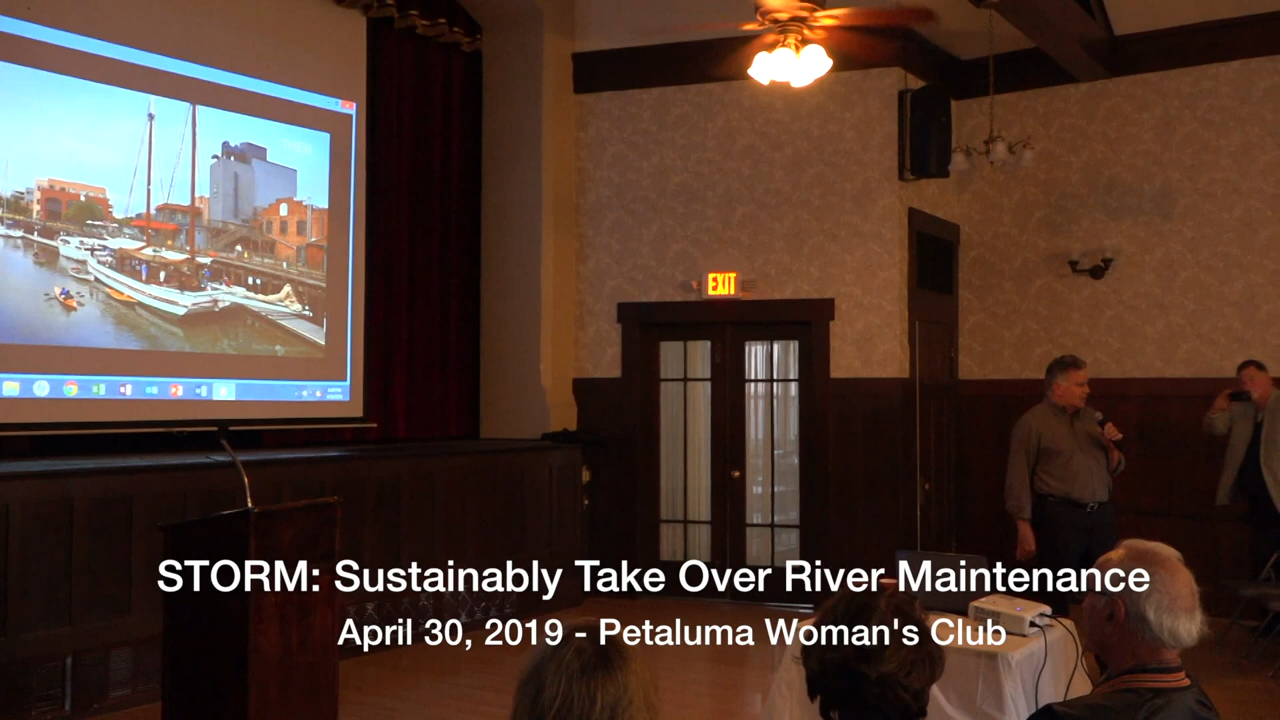 EXIT
STORM: Sustainably Take Over River Maintenance
April 30, 2019 - Petaluma Woman's Club